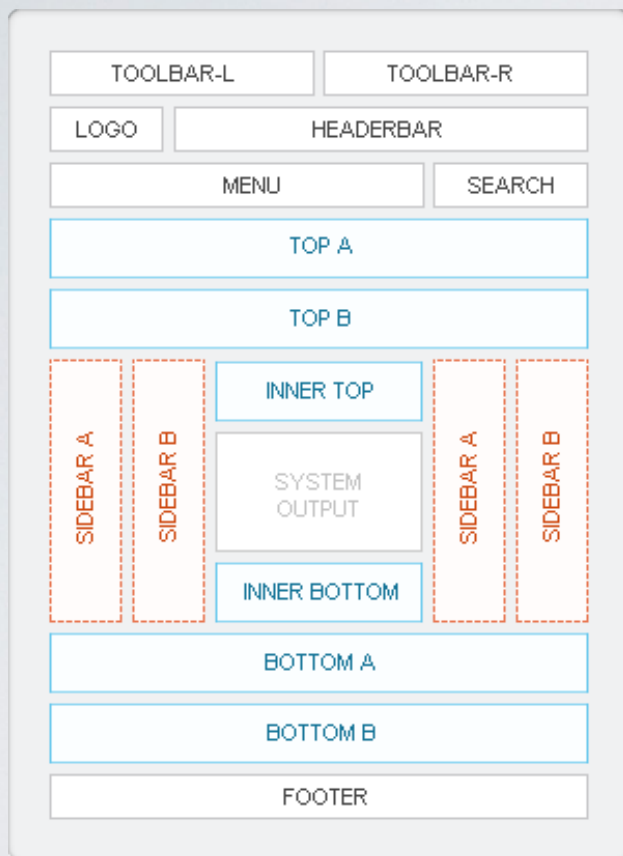 TOOLBAR-L
TOOLBAR-R
LOGO
HEADERBAR
MENU
SEARCH
TOP A
TOP B
SIDEBAR A
SIDEBAR B
INNER TOP
SYSTEM
OUTPUT
INNER BOTTOM
SIDEBAR A
SIDEBAR B
BOTTOM A
BOTTOM B
FOOTER